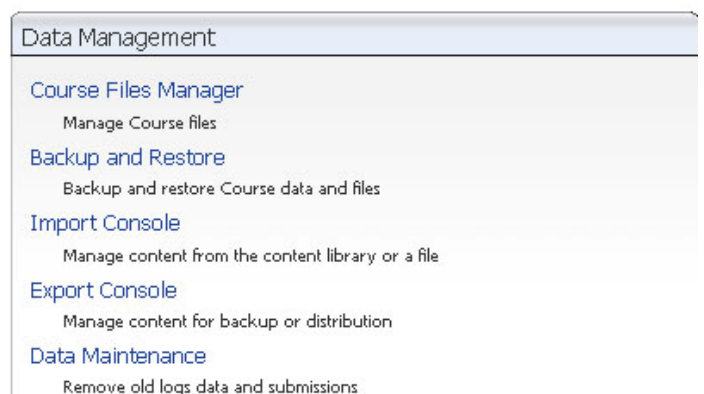 Data Management
Course Files Manager
Manage Course files
Backup and Restore
Backup and restore Course data and files
Import Console
Manage content from the content library or a file
Export Console
Manage content for backup or distribution
Data Maintenance
Remove old logs data and submissions